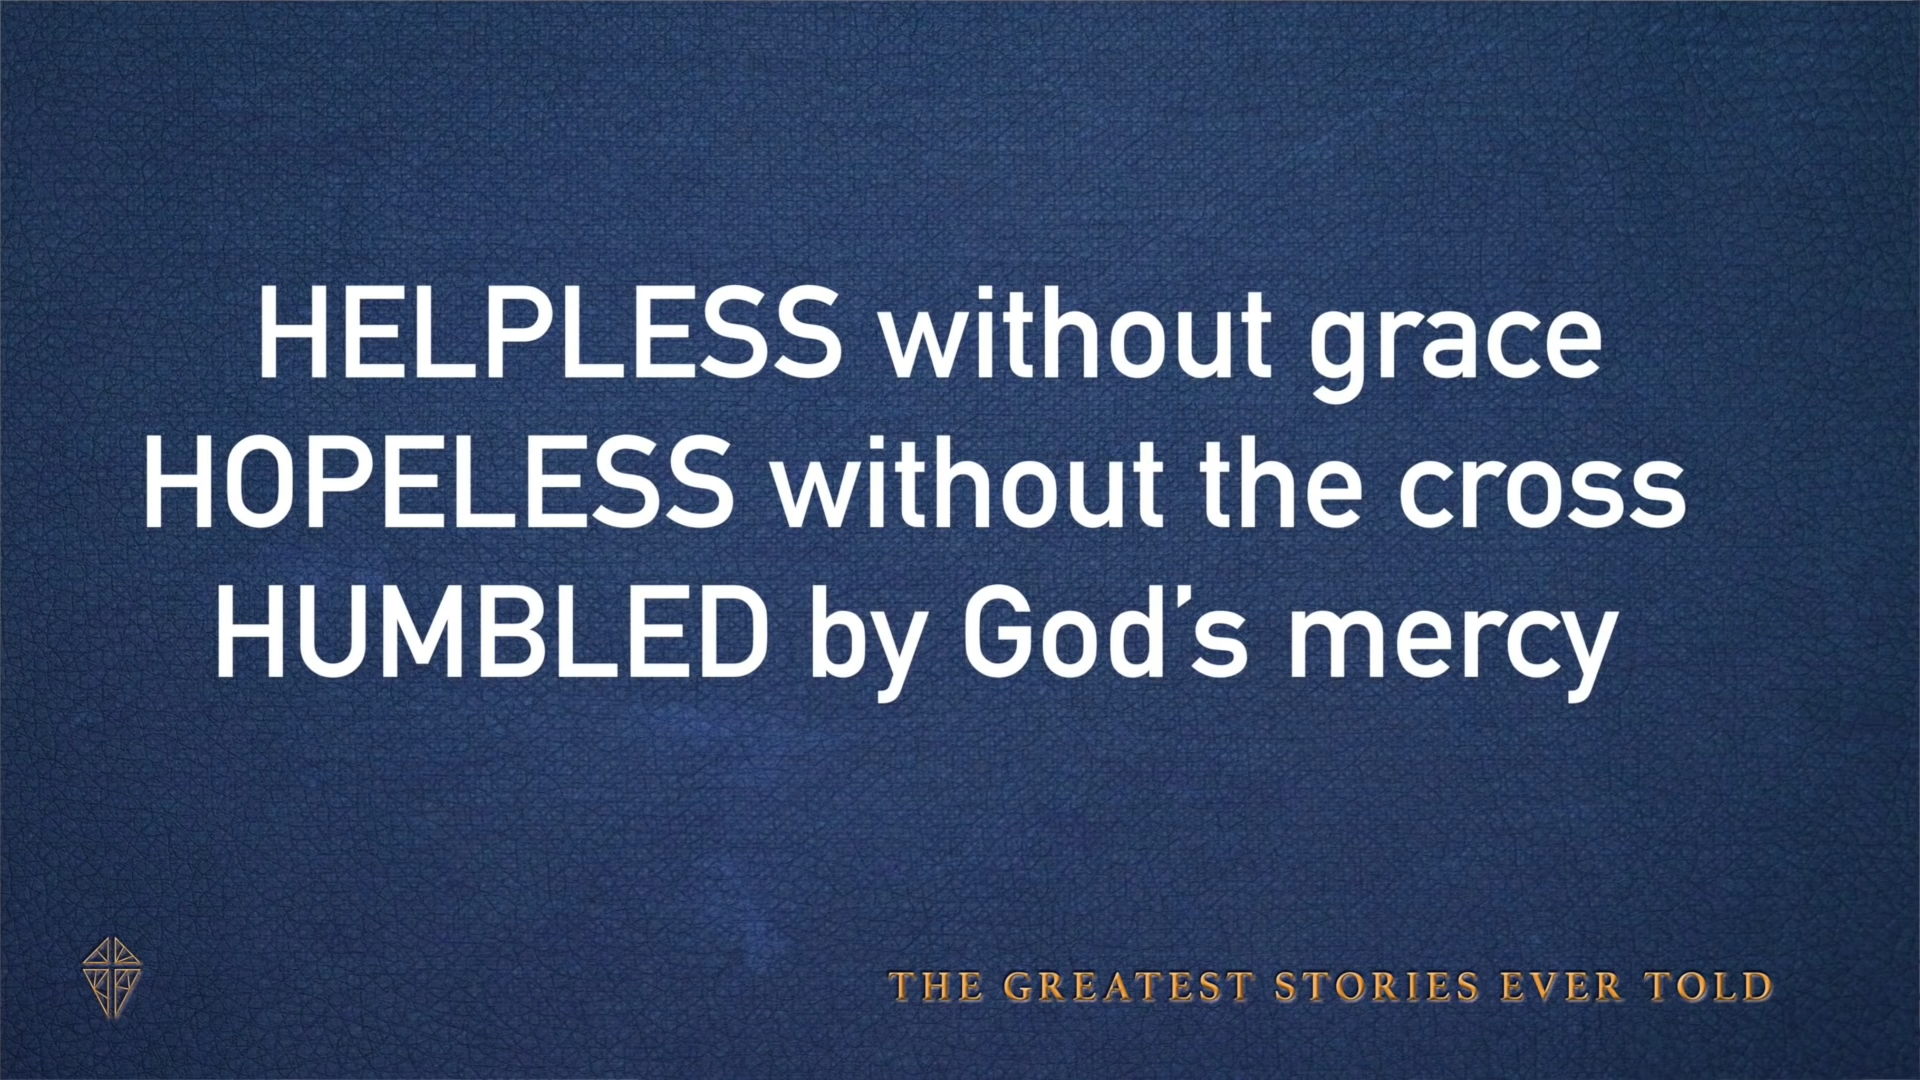 HELPLESS without grace
HOPELESS without the cross
HUMBLED by God’s mercy
THE GREATEST STORIES EVER TOLD